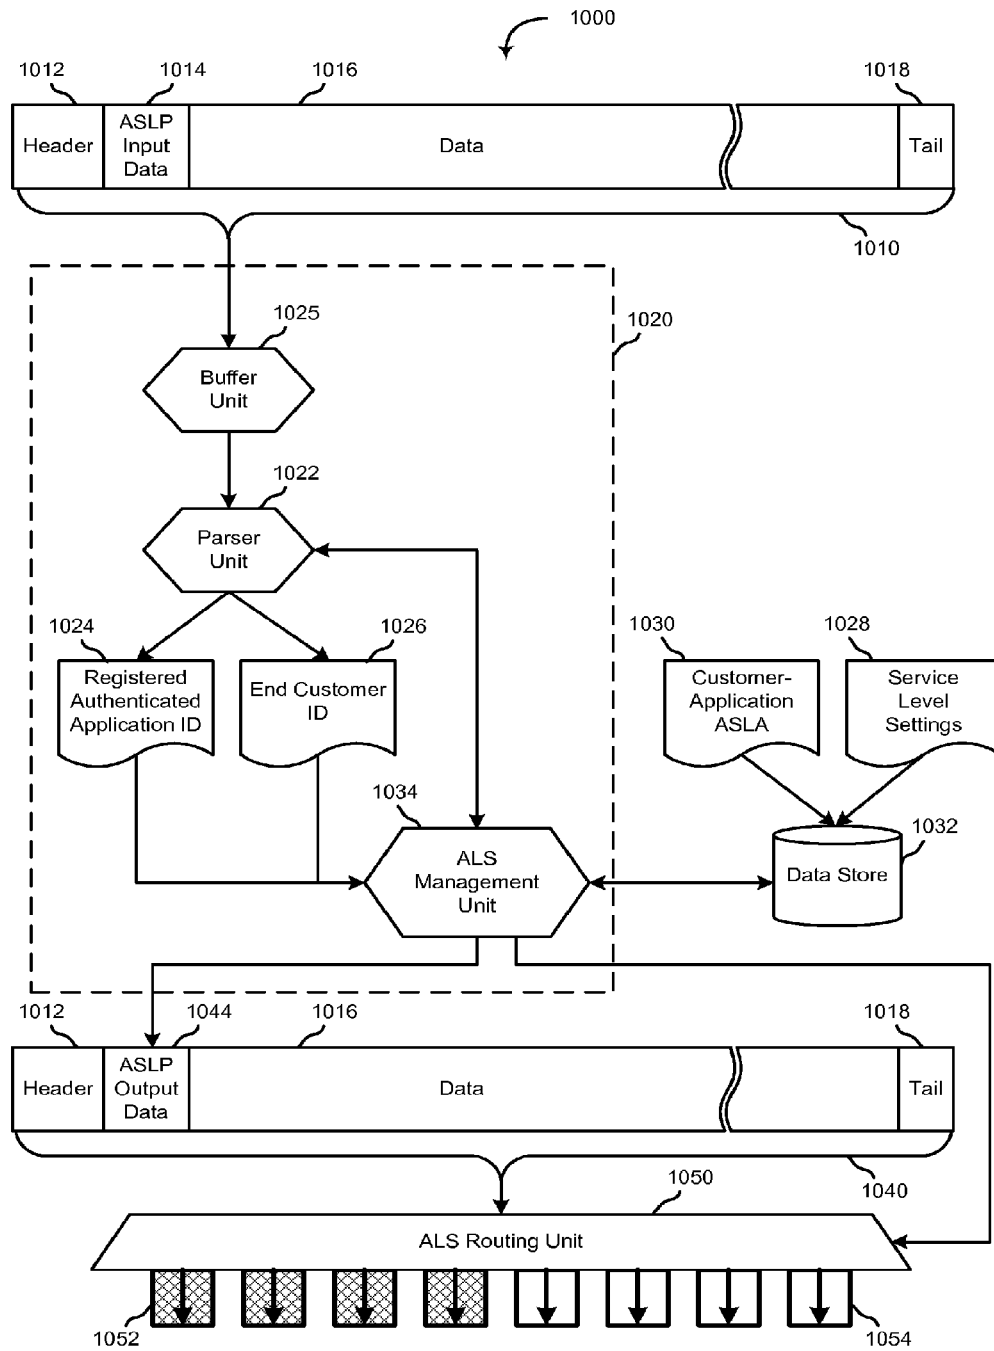 1000
1012
1014
1016
1018
Header
ASLP
Input
Data
Data
Tail
1010
1020
1025
Buffer
Unit
1022
Parser
Unit
1024
1026
1030
1028
Registered
Authenticated
Application ID
End Customer
ID
Customer-
Application
ASLA
Service
Level
Settings
1034
1032
ALS
Management
Unit
Data Store
1012
1044
1016
1018
Header
ASLP
Output
Data
Data
Tail
1040
1050
ALS Routing Unit
1052
1054